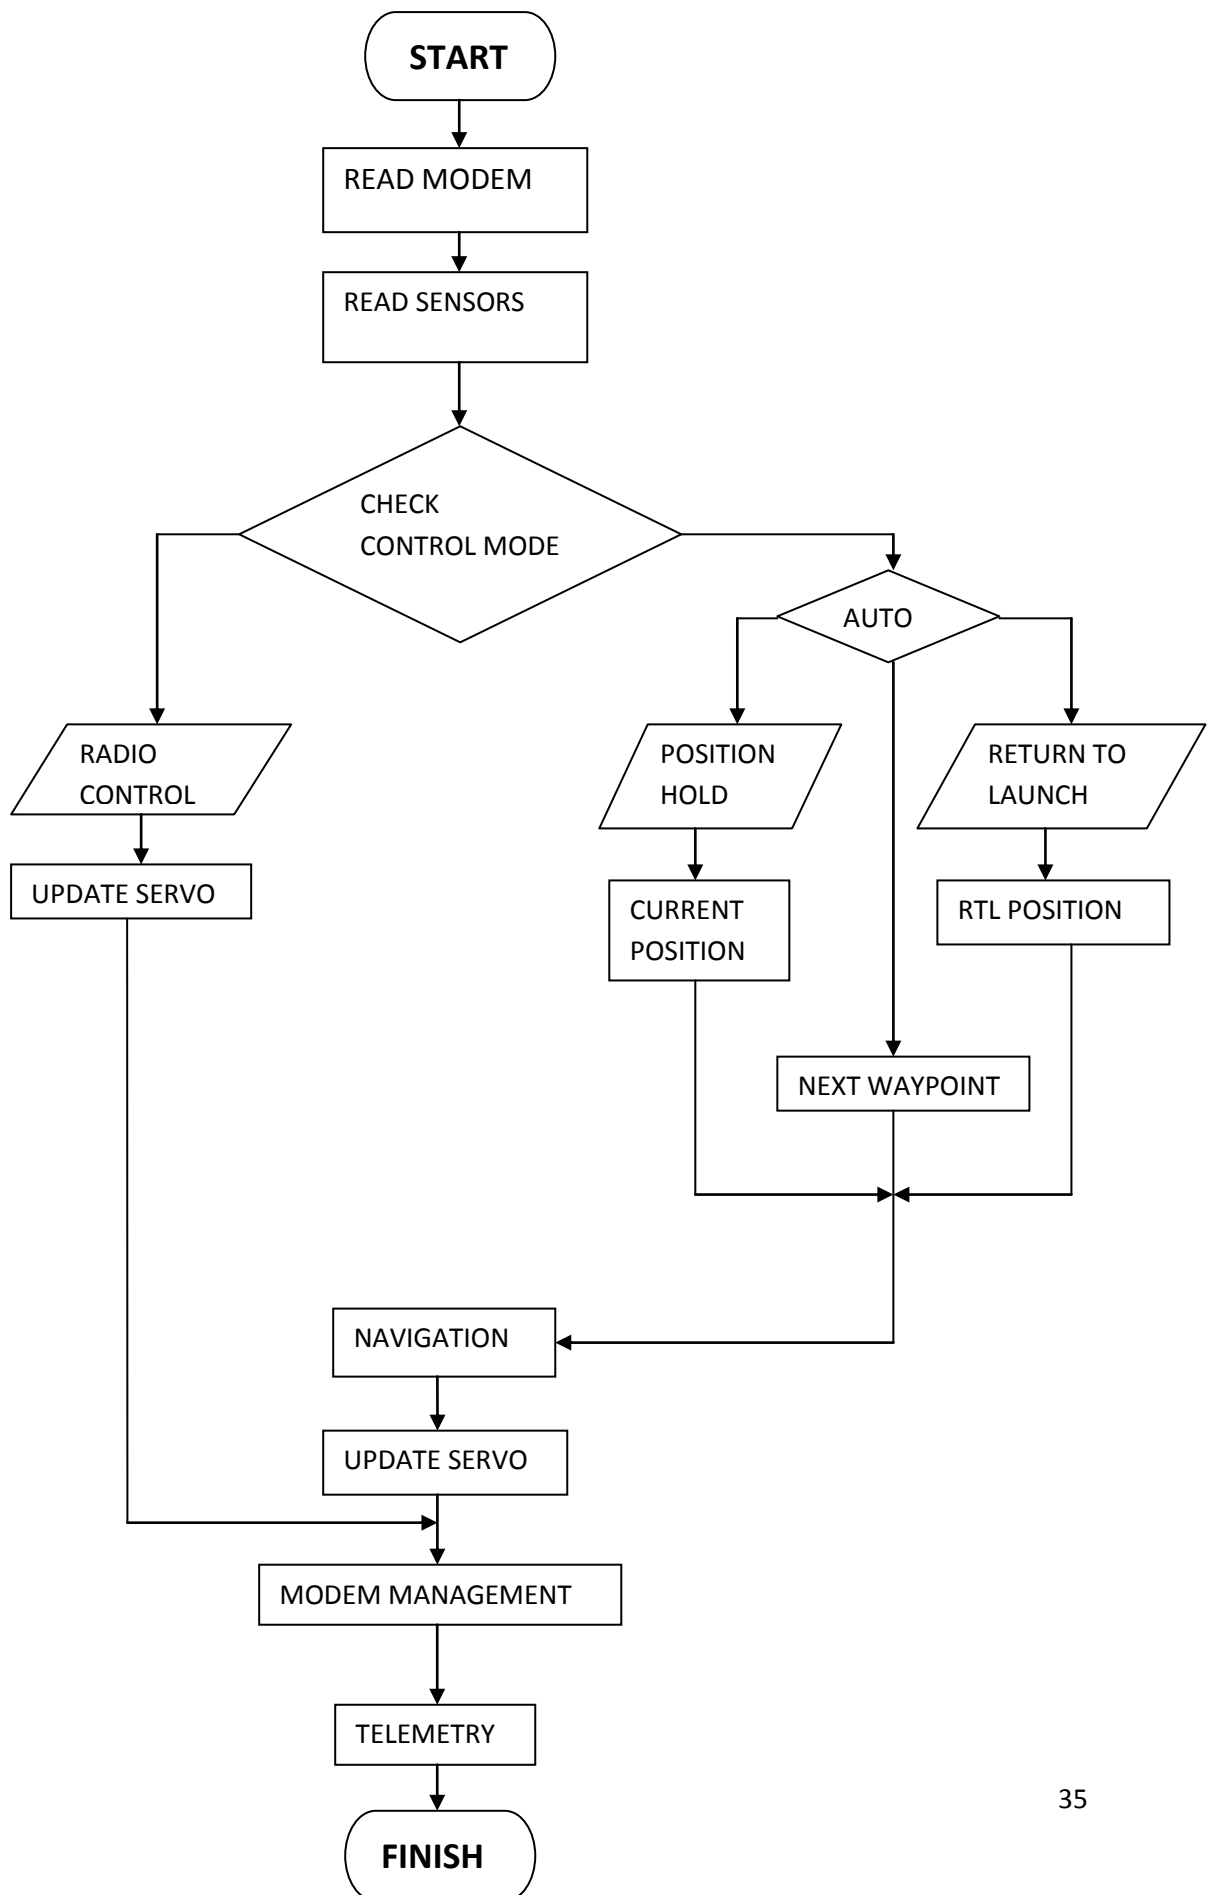 START
READ MODEM
READ SENSORS
CHECK
CONTROL MODE
AUTO
RADIO
CONTROL
POSITION
HOLD
RETURN TO
LAUNCH
UPDATE SERVO
CURRENT
POSITION
RTL POSITION
NEXT WAYPOINT
NAVIGATION
UPDATE SERVO
MODEM MANAGEMENT
TELEMETRY
35
FINISH